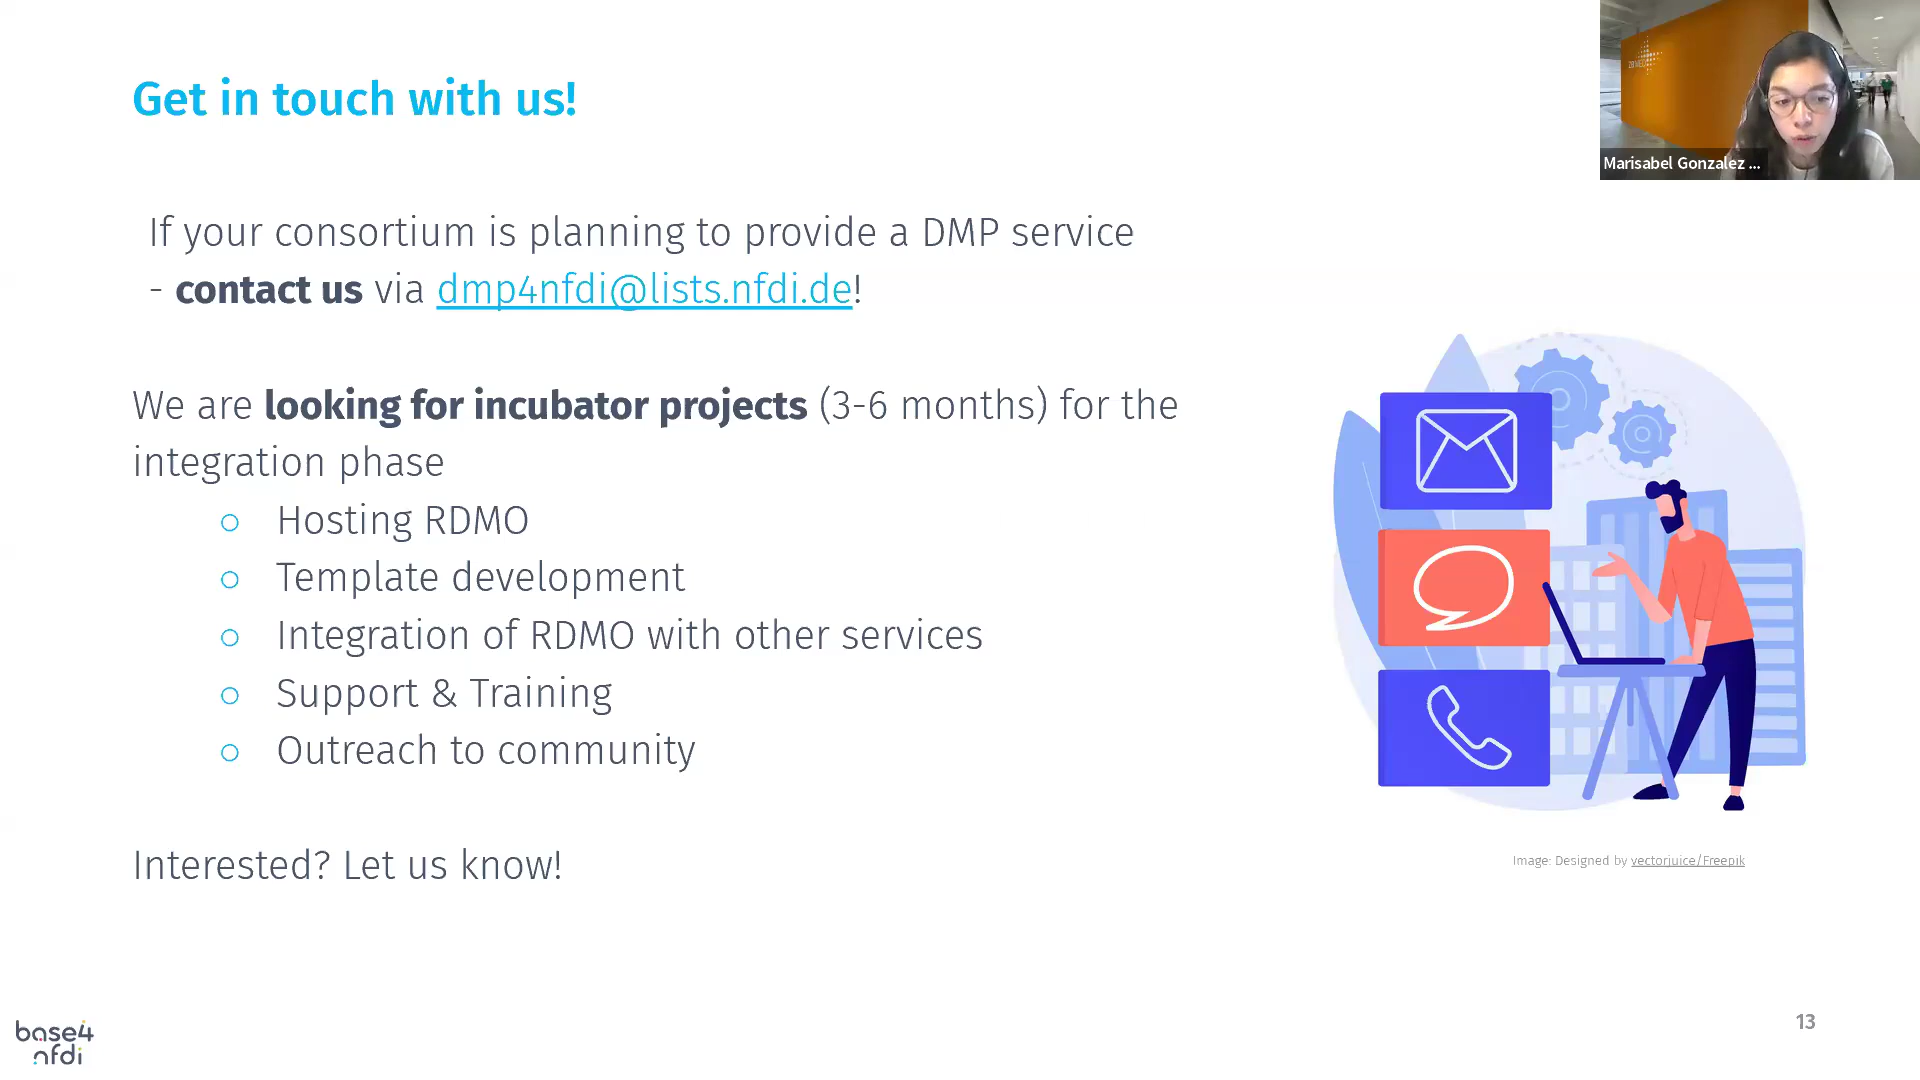 Get in touch with us!
Marisabel Gonzalez ...
If your consortium is planning to provide a DMP service
- contact us via dmp4nfdi@lists.nfdi.de!
We are looking for incubator projects (3-6 months) for the
integration phase
○ Hosting RDMO
○ Template development
○ Integration of RDMO with other services
○ Support & Training
○ Outreach to community
Interested? Let us know!
Image: Designed by vectorjuice/Freepik
base4
nfdi
13